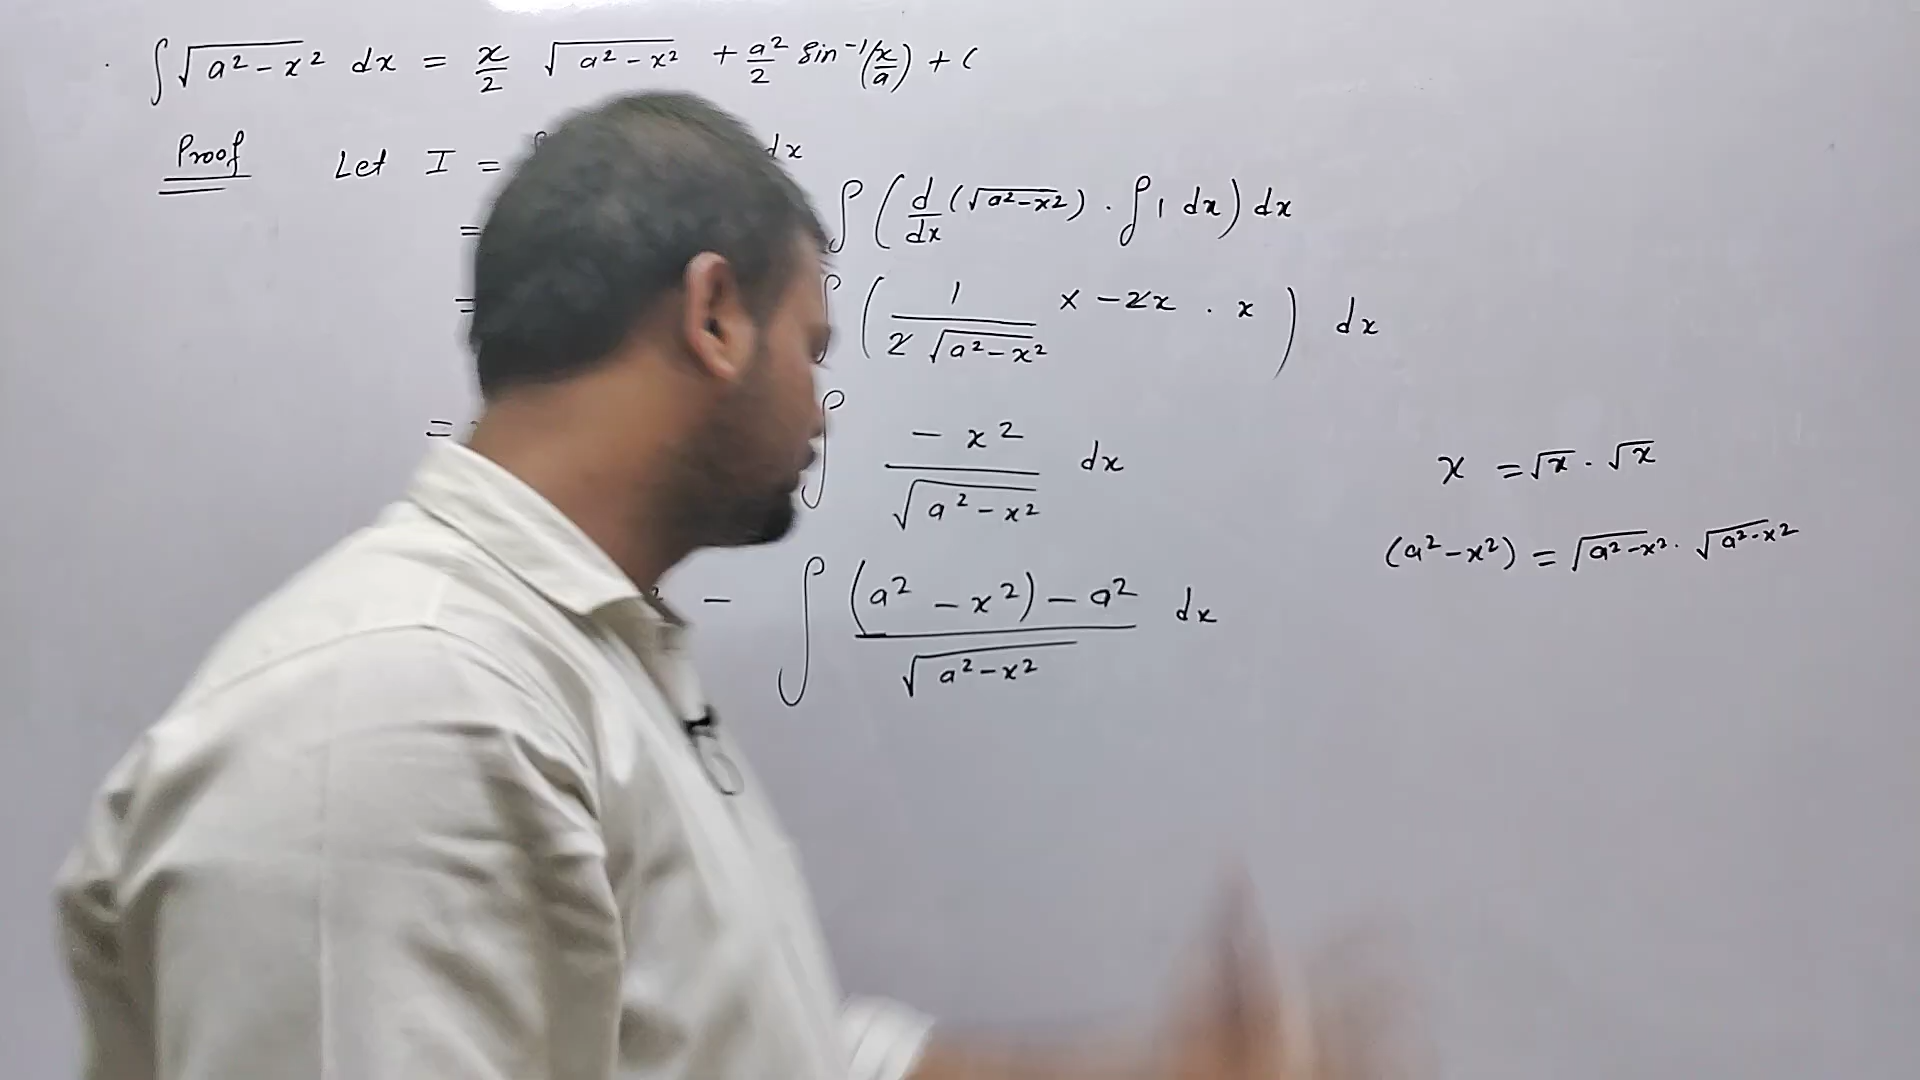 ∫ √(a² - x²) dx = x/2 √(a² - x²) + a²/2 sin⁻¹(x/a) + C
Proof Let I = dx
= ∫ ( d/dx (√(a²-x²)) . ∫ 1 dx ) dx
= ∫ ( 1/(2 √(a²-x²)) × -2x . x ) dx
= ∫ - x²/√(a² - x²) dx
x = √x . √x
(a² - x²) = √(a²-x²) . √(a²-x²)
- ∫ ((a² - x²) - a²)/√(a² - x²) dx